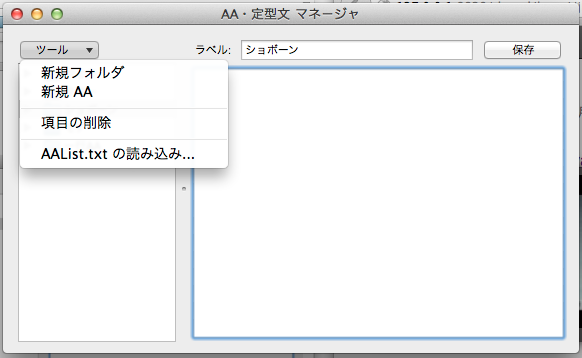 AA・定型文 マネージャ
ツール
ラベル:
ショボーン
保存
新規フォルダ
新規 AA
項目の削除
AAList.txt の読み込み...